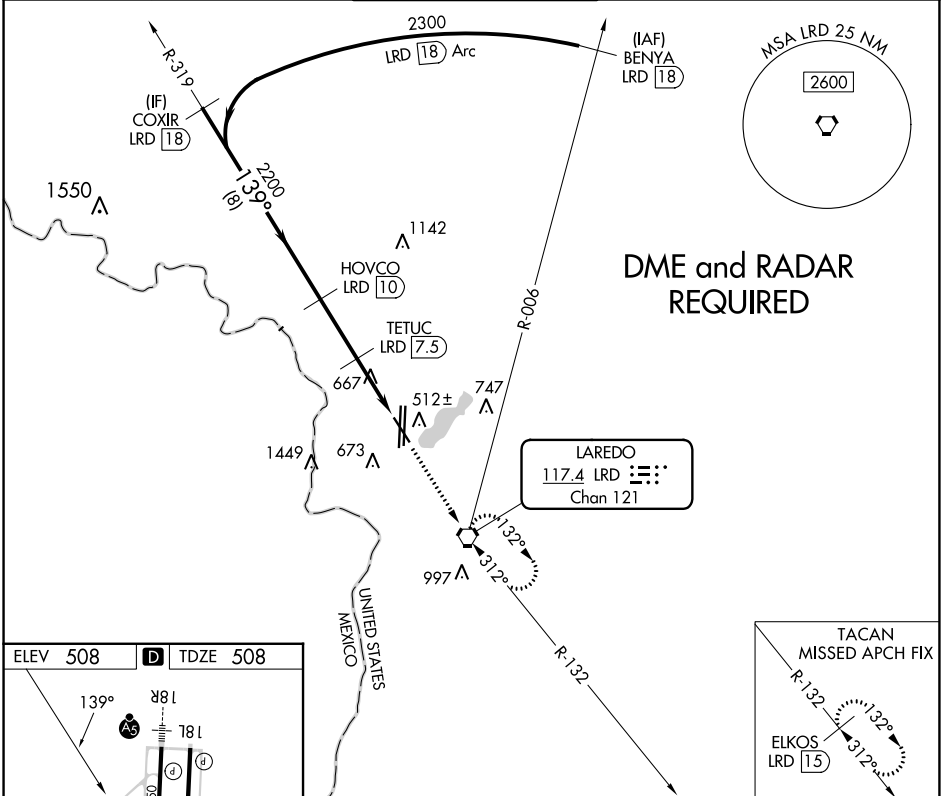 2300
LRD 18 Arc
(IAF)
BENYA
LRD 18
MSA LRD 25 NM
2600
R-319
(IF)
COXIR
LRD 18
2200
139°
(8)
1550
1142
HOVCO
LRD 10
DME and RADAR
REQUIRED
R-006
TETUC
LRD 7.5
667
512±
747
1449
673
LAREDO
117.4 LRD
Chan 121
132°
312°
997
UNITED STATES
MEXICO
R-132
ELEV 508 D TDZE 508
139°
A5
18R
18L
P
P
TACAN
MISSED APCH FIX
R-132
132°
312°
ELKOS
LRD 15